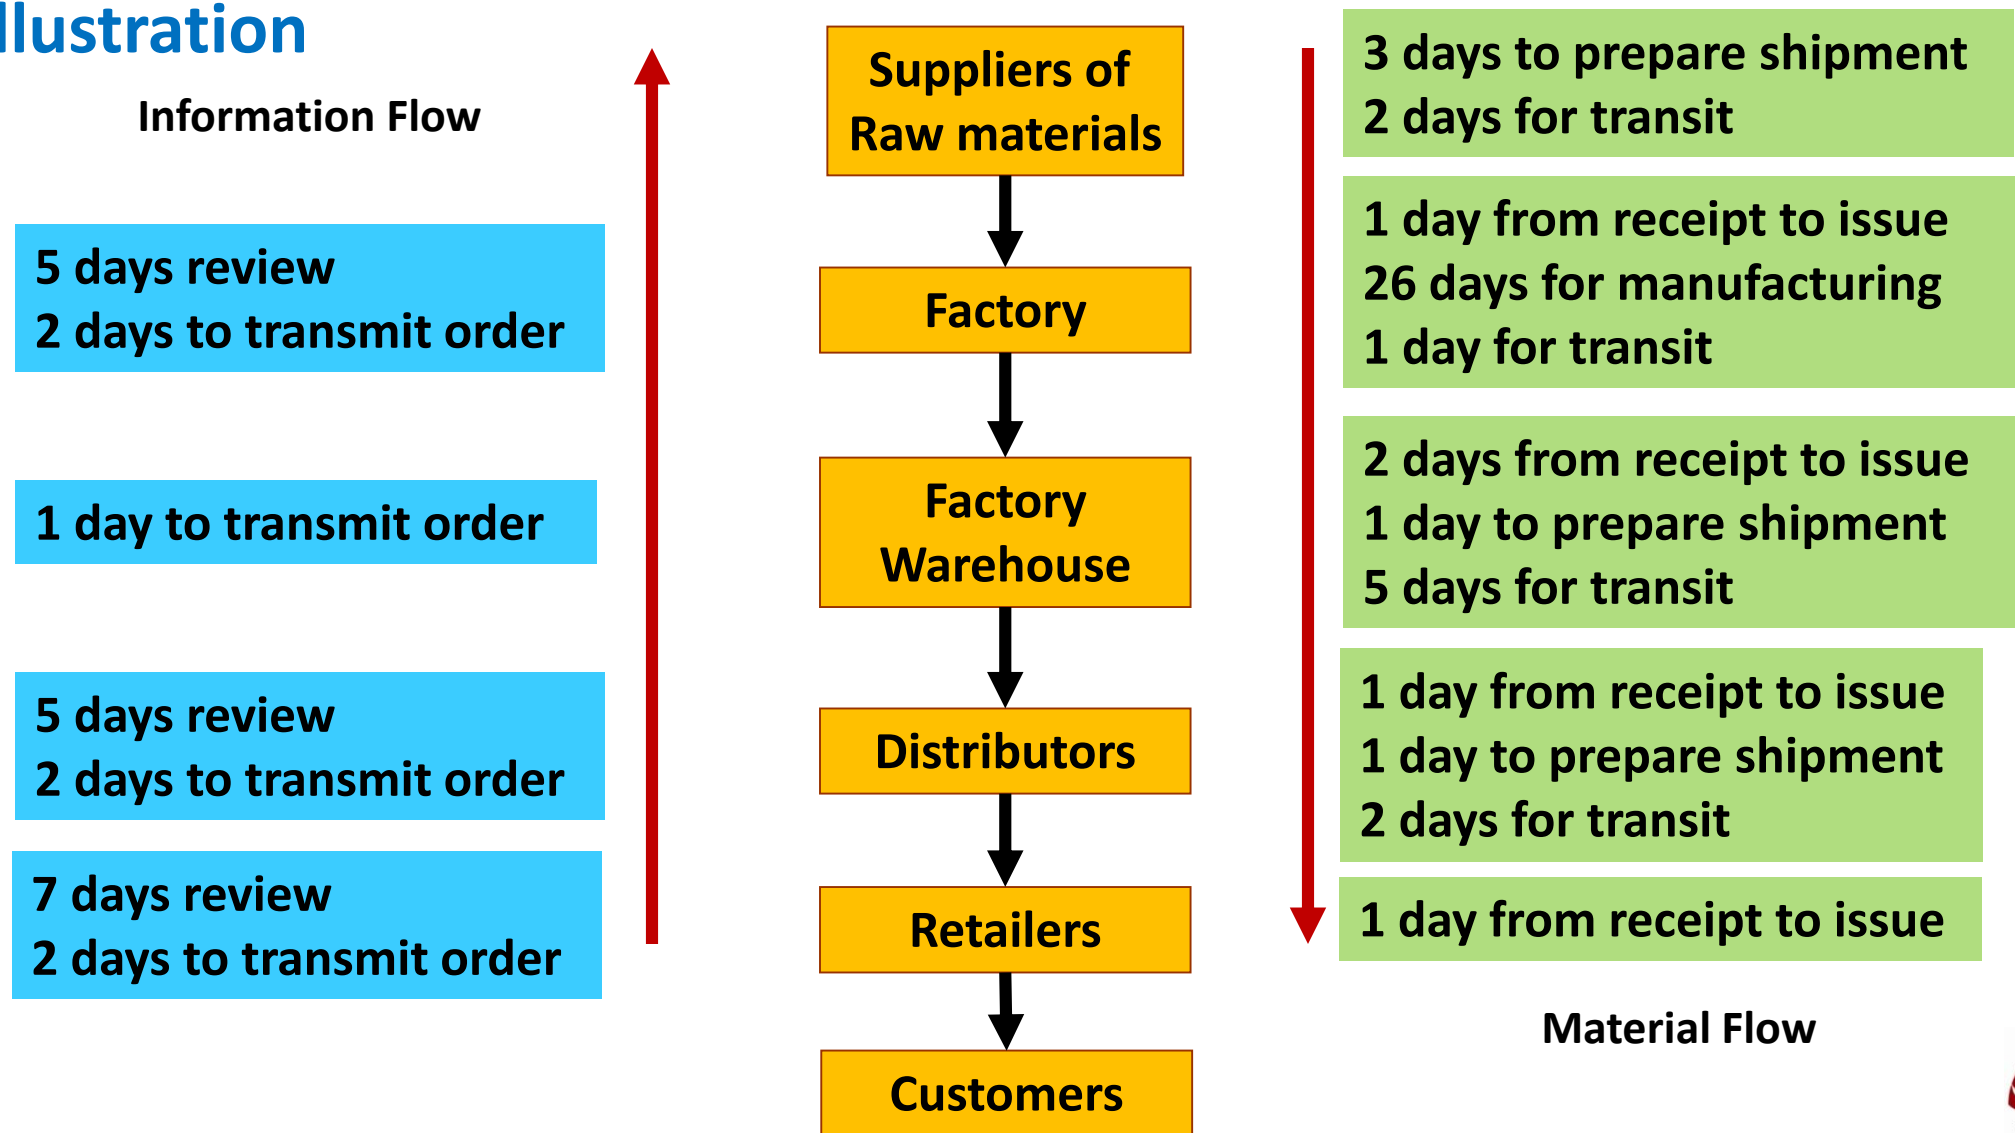 llustration
Information Flow
5 days review
2 days to transmit order
1 day to transmit order
5 days review
2 days to transmit order
7 days review
2 days to transmit order
Suppliers of
Raw materials
Factory
Factory
Warehouse
Distributors
Retailers
Customers
3 days to prepare shipment
2 days for transit
1 day from receipt to issue
26 days for manufacturing
1 day for transit
2 days from receipt to issue
1 day to prepare shipment
5 days for transit
1 day from receipt to issue
1 day to prepare shipment
2 days for transit
1 day from receipt to issue
Material Flow